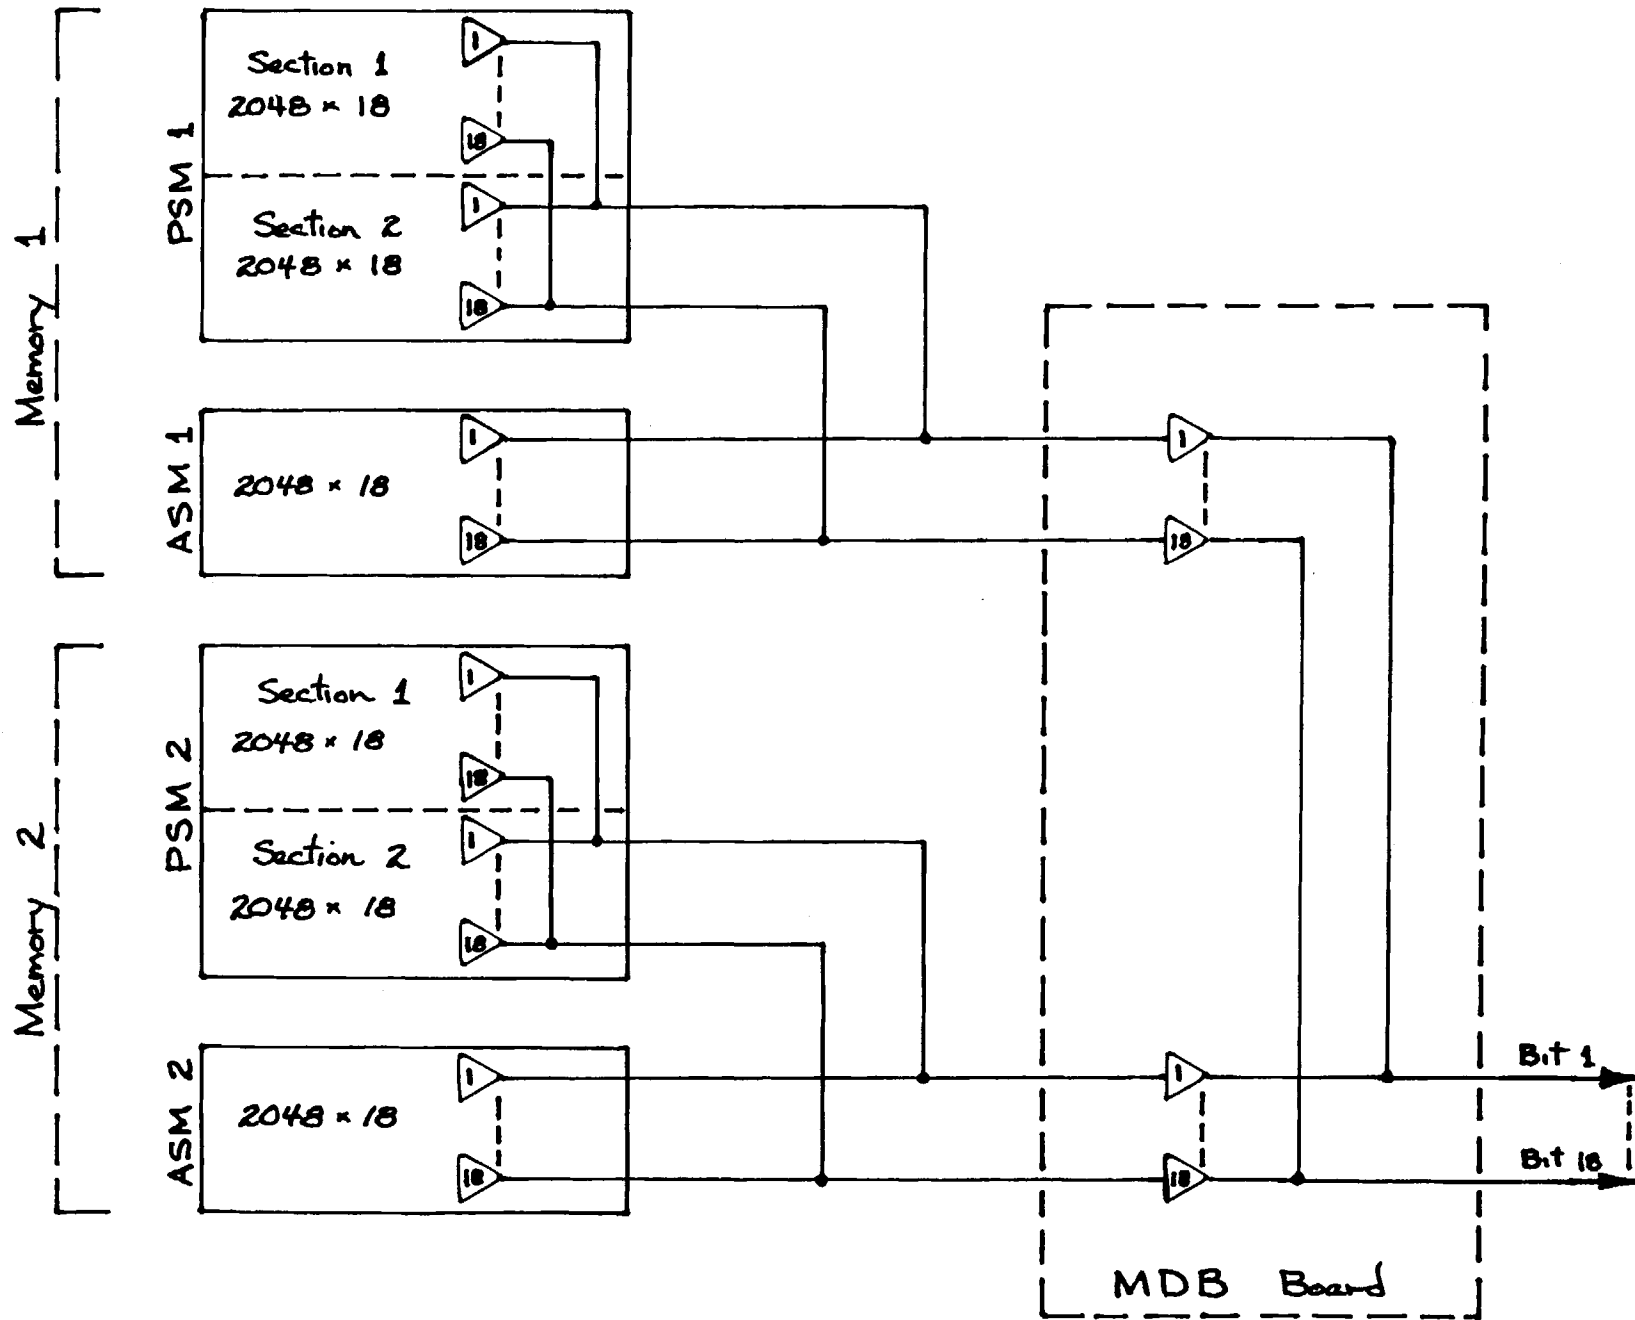 Memory 1
PSM 1
Section 1
2048 × 18
1
18
Section 2
2048 × 18
1
18
ASM 1
2048 × 18
1
18
1
18
Memory 2
PSM 2
Section 1
2048 × 18
1
18
Section 2
2048 × 18
1
18
ASM 2
2048 × 18
1
18
1
18
Bit 1
Bit 18
MDB Board